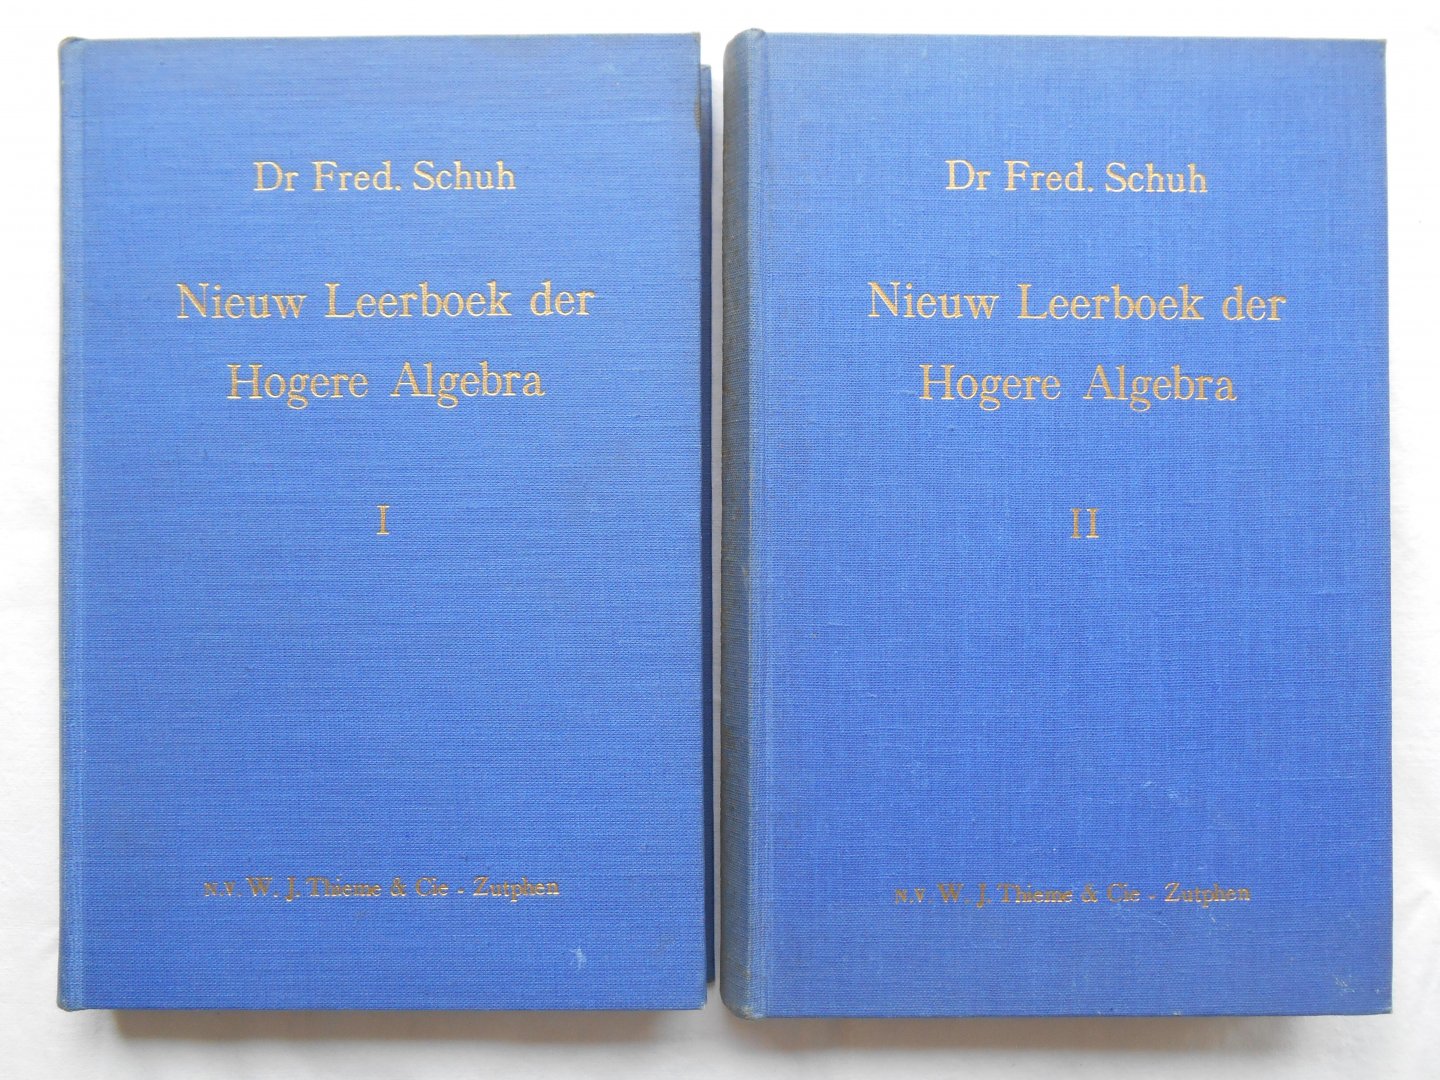 Dr Fred. Schuh
Nieuw Leerboek der
Hogere Algebra
I
N.V. W. J. Thieme & Cie - Zutphen
Dr Fred. Schuh
Nieuw Leerboek der
Hogere Algebra
II
N.V. W. J. Thieme & Cie - Zutphen